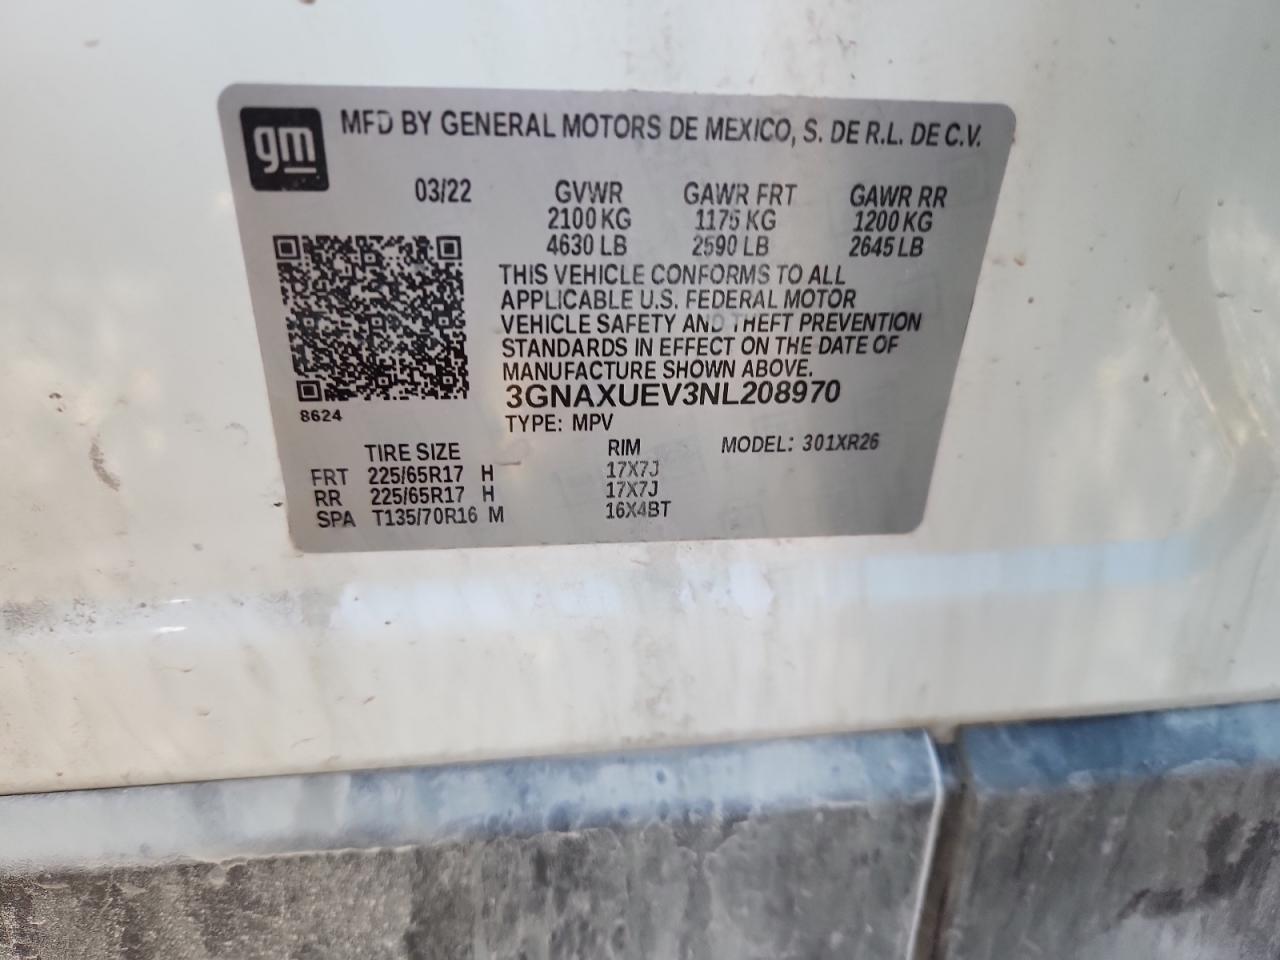 gm
MFD BY GENERAL MOTORS DE MEXICO, S. DE R.L. DE C.V.
03/22 GVWR GAWR FRT GAWR RR
2100 KG 1175 KG 1200 KG
4630 LB 2590 LB 2645 LB
THIS VEHICLE CONFORMS TO ALL
APPLICABLE U.S. FEDERAL MOTOR
VEHICLE SAFETY AND THEFT PREVENTION
STANDARDS IN EFFECT ON THE DATE OF
MANUFACTURE SHOWN ABOVE.
3GNAXUEV3NL208970
8624
TYPE: MPV
TIRE SIZE RIM MODEL: 301XR26
FRT 225/65R17 H 17X7J
RR 225/65R17 H 17X7J
SPA T135/70R16 M 16X4BT